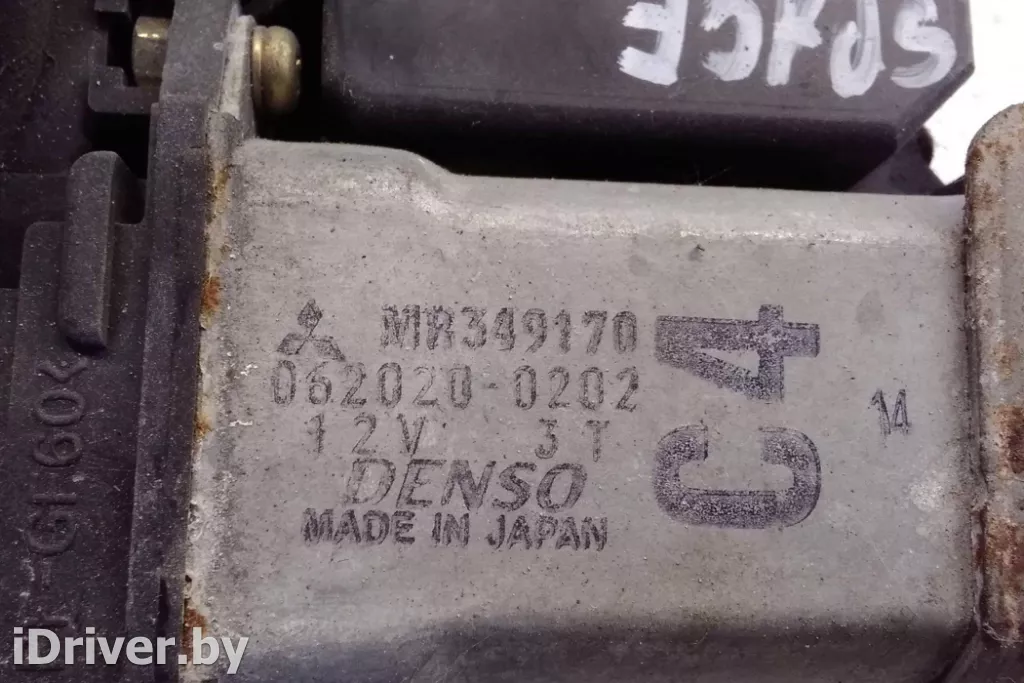 SPACE
MR349170
062020-0202
12V 3T
DENSO
MADE IN JAPAN
C4
14
iDriver.by